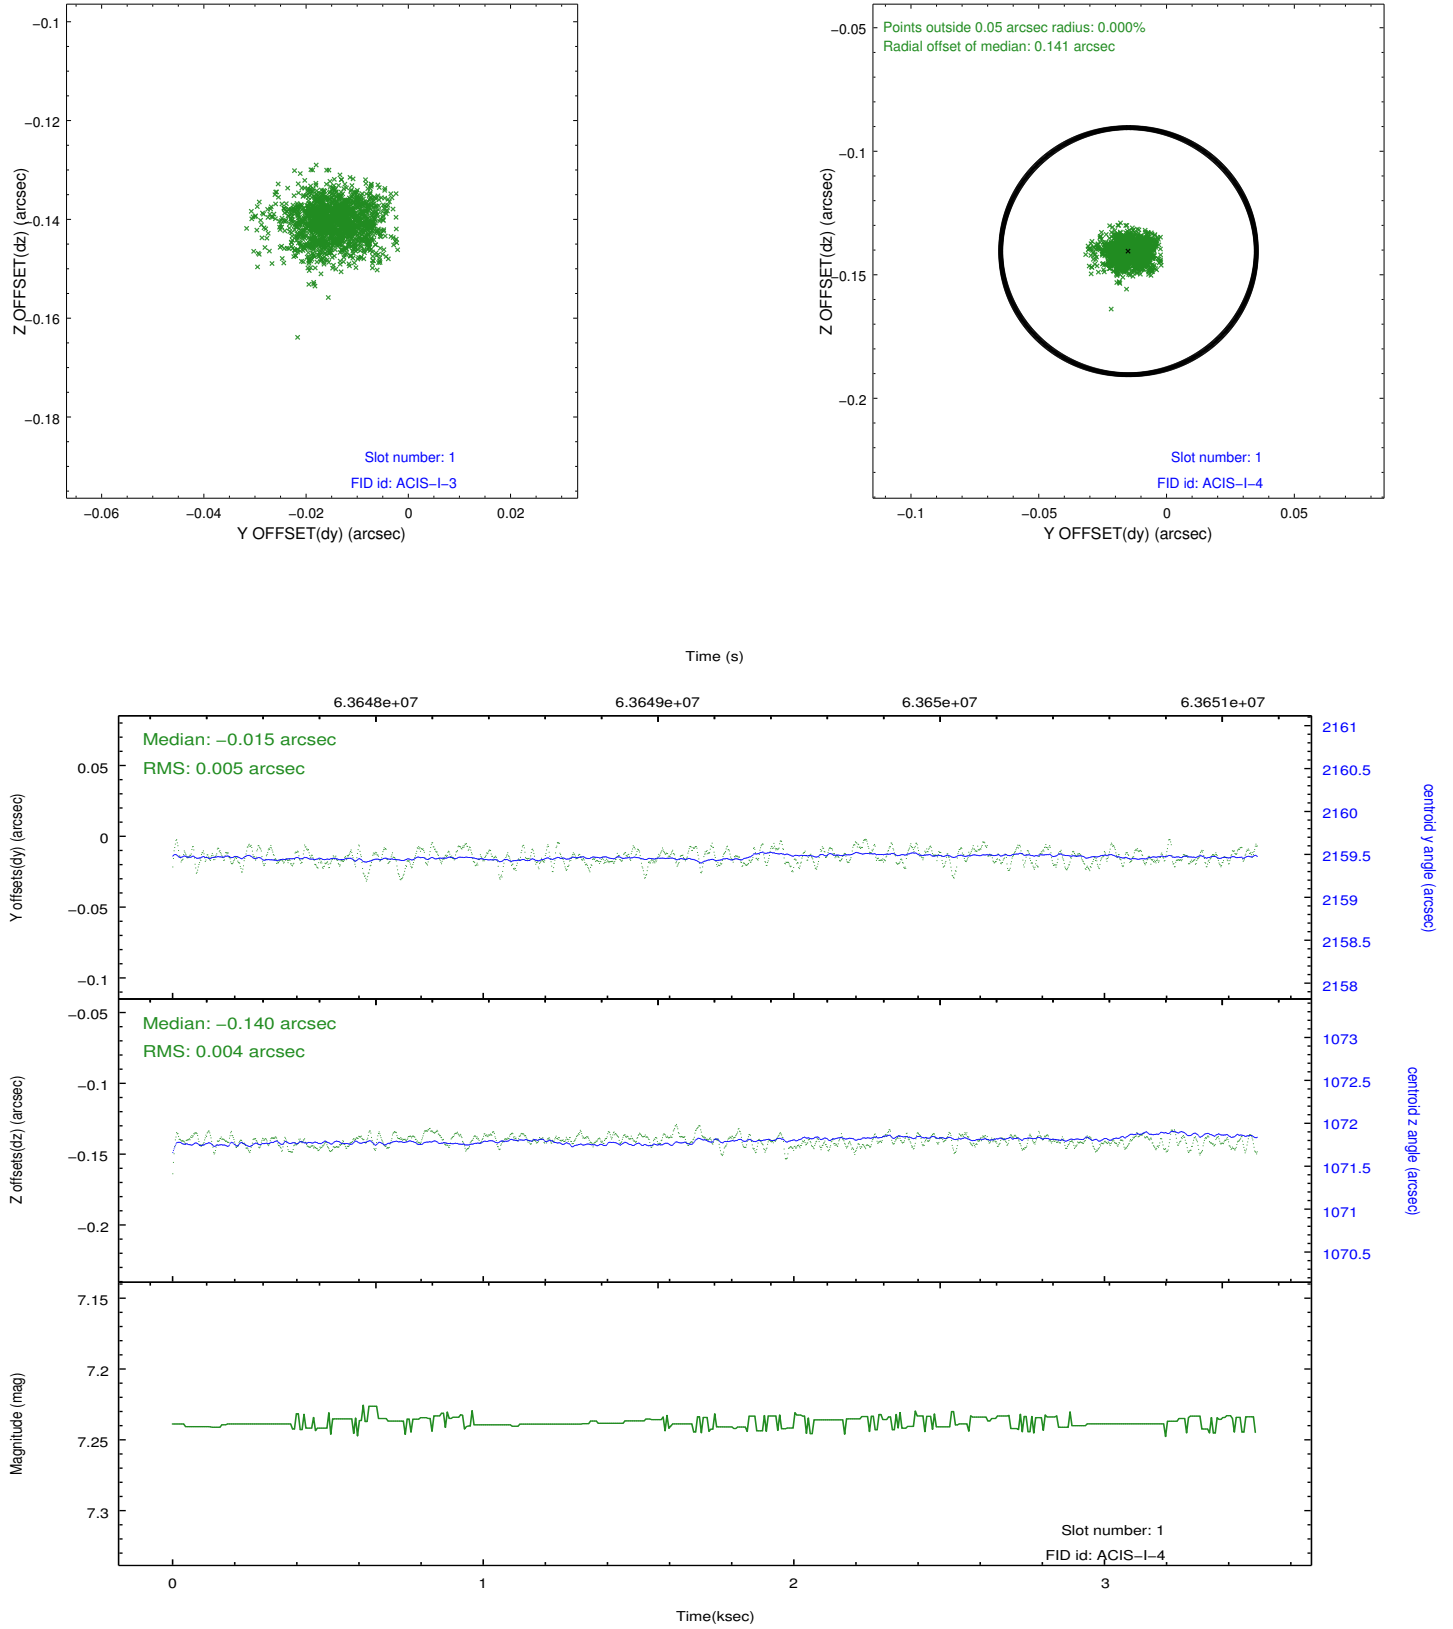 −0.1
−0.12
−0.14
−0.16
−0.18
Z OFFSET(dz) (arcsec)
Slot number: 1
FID id: ACIS−I−3
−0.06 −0.04 −0.02 0 0.02
Y OFFSET(dy) (arcsec)
Points outside 0.05 arcsec radius: 0.000%
Radial offset of median: 0.141 arcsec
−0.05
−0.1
−0.15
−0.2
Z OFFSET(dz) (arcsec)
Slot number: 1
FID id: ACIS−I−4
−0.1 −0.05 0 0.05
Y OFFSET(dy) (arcsec)
Time (s)
6.3648e+07 6.3649e+07 6.365e+07 6.3651e+07
Median: −0.015 arcsec
RMS: 0.005 arcsec
0.05
0
−0.05
−0.1
Y offsets(dy) (arcsec)
2161
2160.5
2160
2159.5
2159
2158.5
2158
centroid y angle (arcsec)
Median: −0.140 arcsec
RMS: 0.004 arcsec
−0.05
−0.1
−0.15
−0.2
Z offsets(dz) (arcsec)
1073
1072.5
1072
1071.5
1071
1070.5
centroid z angle (arcsec)
7.15
7.2
7.25
7.3
Magnitude (mag)
Slot number: 1
FID id: ACIS−I−4
0 1 2 3
Time(ksec)